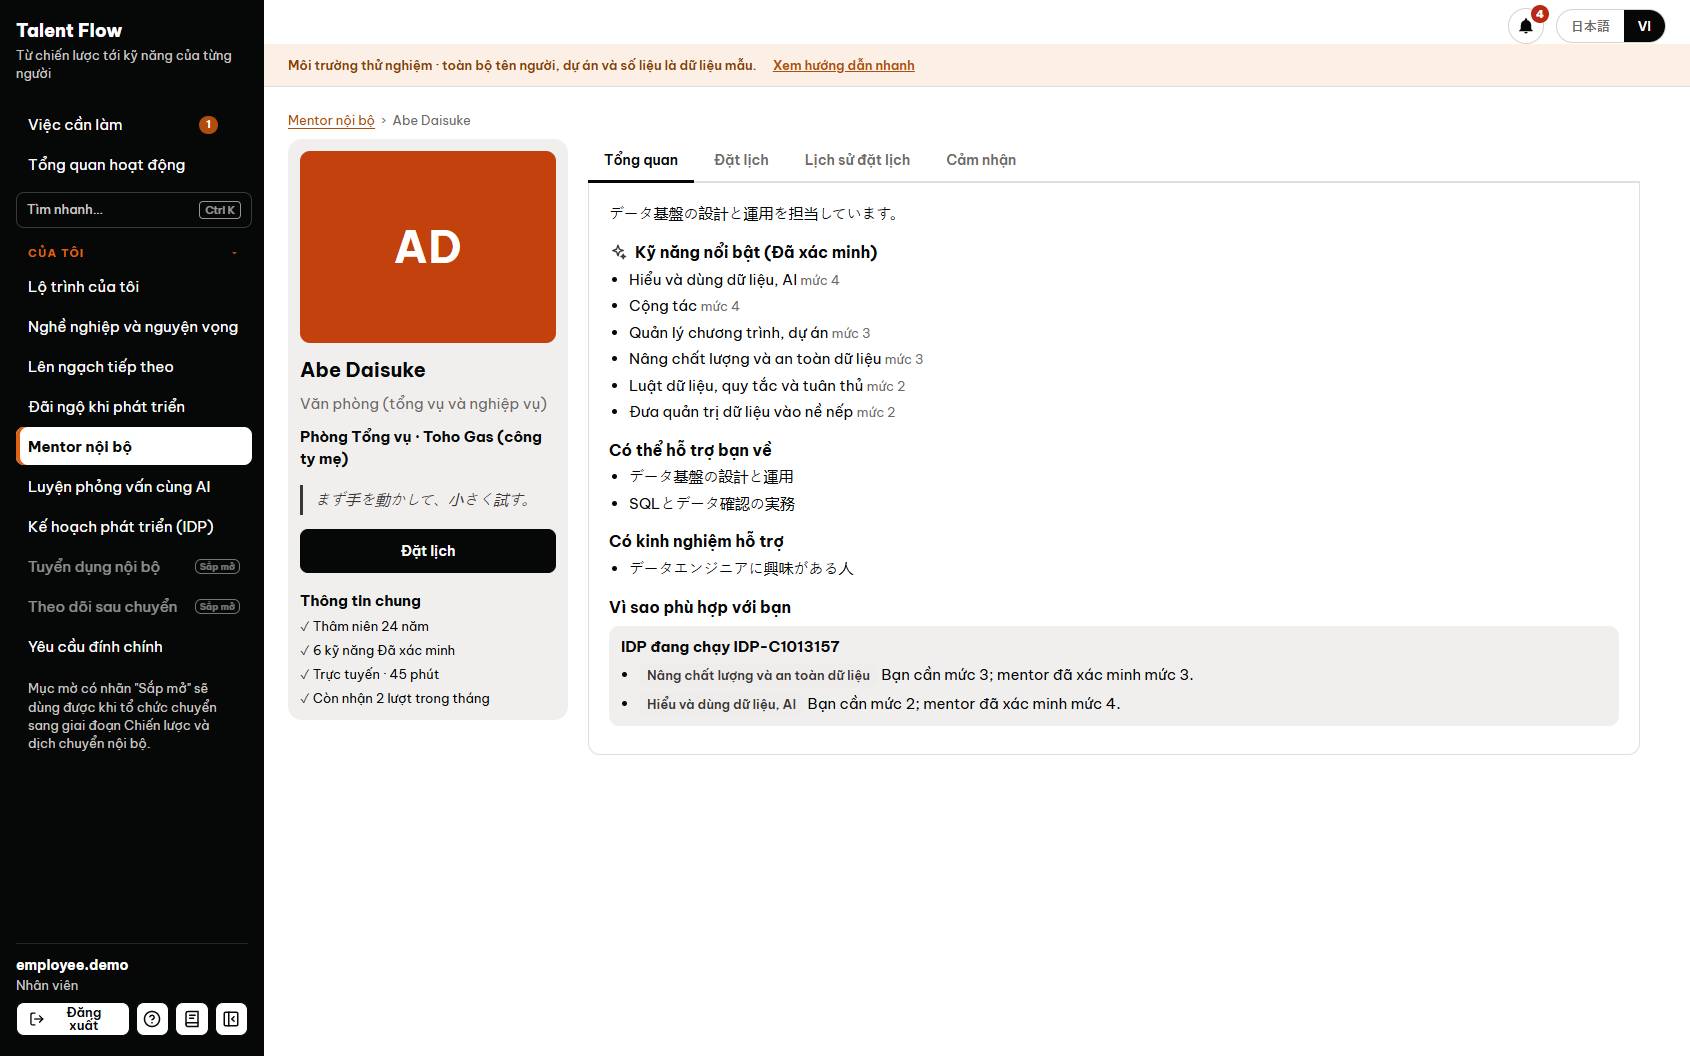 Talent Flow
Từ chiến lược tới kỹ năng của từng
người
Việc cần làm 1
Tổng quan hoạt động
Tìm nhanh... Ctrl K
CỦA TÔI
Lộ trình của tôi
Nghề nghiệp và nguyện vọng
Lên ngạch tiếp theo
Đãi ngộ khi phát triển
Mentor nội bộ
Luyện phỏng vấn cùng AI
Kế hoạch phát triển (IDP)
Tuyển dụng nội bộ Sắp mở
Theo dõi sau chuyển Sắp mở
Yêu cầu đính chính
Mục mờ có nhãn "Sắp mở" sẽ
dùng được khi tổ chức chuyển
sang giai đoạn Chiến lược và
dịch chuyển nội bộ.
employee.demo
Nhân viên
Đăng
xuất
4
日本語 VI
Môi trường thử nghiệm · toàn bộ tên người, dự án và số liệu là dữ liệu mẫu. Xem hướng dẫn nhanh
Mentor nội bộ › Abe Daisuke
AD
Abe Daisuke
Văn phòng (tổng vụ và nghiệp vụ)
Phòng Tổng vụ · Toho Gas (công
ty mẹ)
まず手を動かして、小さく試す。
Đặt lịch
Thông tin chung
✓ Thâm niên 24 năm
✓ 6 kỹ năng Đã xác minh
✓ Trực tuyến · 45 phút
✓ Còn nhận 2 lượt trong tháng
Tổng quan Đặt lịch Lịch sử đặt lịch Cảm nhận
データ基盤の設計と運用を担当しています。
Kỹ năng nổi bật (Đã xác minh)
• Hiểu và dùng dữ liệu, AI mức 4
• Cộng tác mức 4
• Quản lý chương trình, dự án mức 3
• Nâng chất lượng và an toàn dữ liệu mức 3
• Luật dữ liệu, quy tắc và tuân thủ mức 2
• Đưa quản trị dữ liệu vào nề nếp mức 2
Có thể hỗ trợ bạn về
• データ基盤の設計と運用
• SQLとデータ確認の実務
Có kinh nghiệm hỗ trợ
• データエンジニアに興味がある人
Vì sao phù hợp với bạn
IDP đang chạy IDP-C1013157
• Nâng chất lượng và an toàn dữ liệu Bạn cần mức 3; mentor đã xác minh mức 3.
• Hiểu và dùng dữ liệu, AI Bạn cần mức 2; mentor đã xác minh mức 4.